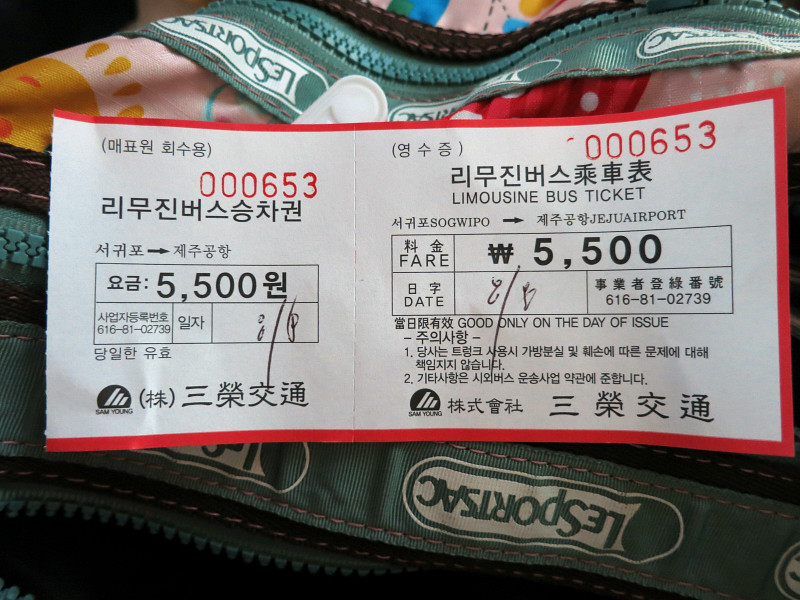 LESPORTSAC
LESPORTSAC
(매표원 회수용)
000653
리무진버스승차권
서귀포 → 제주공항
요금: 5,500원
사업자등록번호
616-81-02739
일자
8/8
당일한 유효
SAM YOUNG
(株) 三榮交通
(영 수 증)
000653
리무진버스乘車表
LIMOUSINE BUS TICKET
서귀포SOGWIPO → 제주공항JEJUAIRPORT
料 金
FARE
₩ 5,500
日 字
DATE
8/8
事業者登錄番號
616-81-02739
當日限有效 GOOD ONLY ON THE DAY OF ISSUE
- 주의사항 -
1. 당사는 트렁크 사용시 가방분실 및 훼손에 따른 문제에 대해
책임지지 않습니다.
2. 기타사항은 시외버스 운송사업 약관에 준합니다.
SAM YOUNG
株式會社 三榮交通
LESPORTSAC